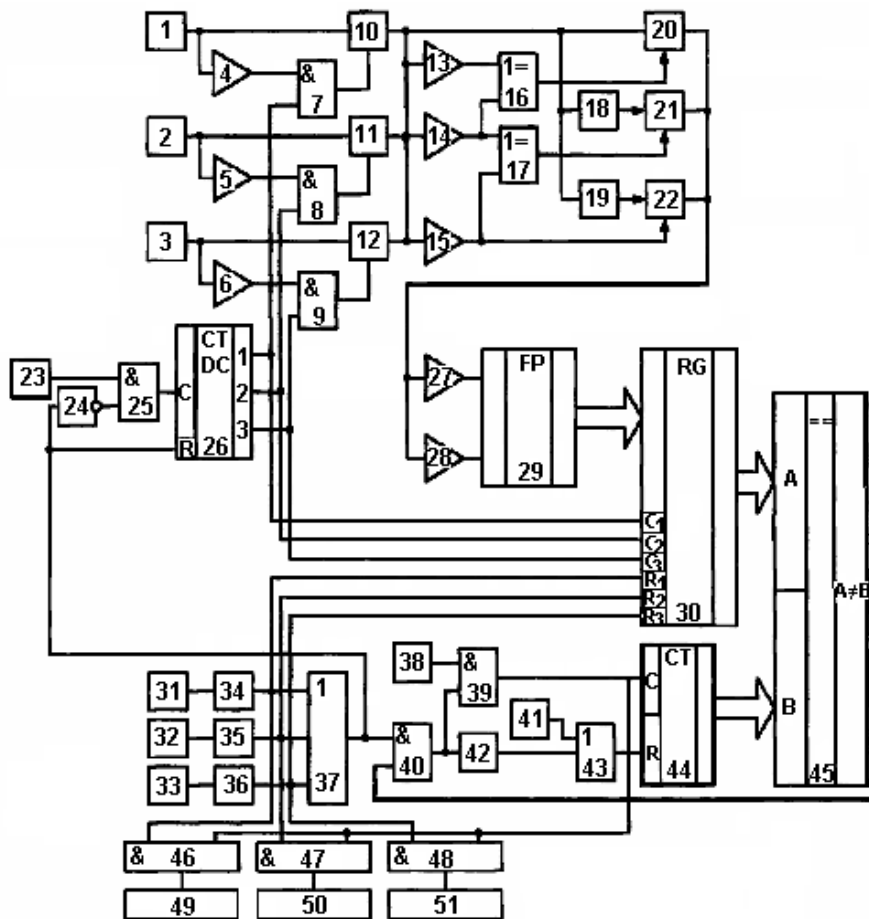 1 10 20
4 & 7 13 1= 16
2 11 14 18 21
5 & 8 1= 17
3 12 15 19 22
6 & 9
23 & 25 C CT DC 1 2 3 R 26
24
27 FP RG
28 29
A == A≠B
C1
C2
C3
R1
R2
R3 30
38 & 39 C CT
31 34 1 41 B
32 35 & 40 42 1 43 R 44 45
33 36 37
& 46 & 47 & 48
49 50 51